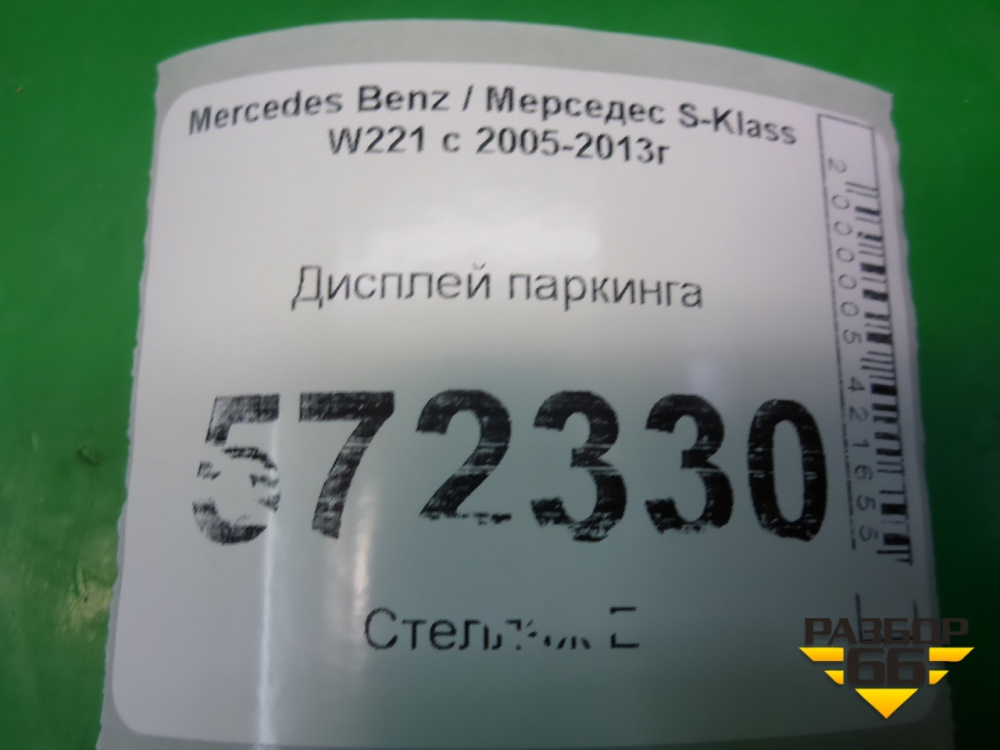 Mercedes Benz / Мерседес S-Klass
W221 с 2005-2013г
Дисплей паркинга
572330
2000005421655
РАЗБОР
66